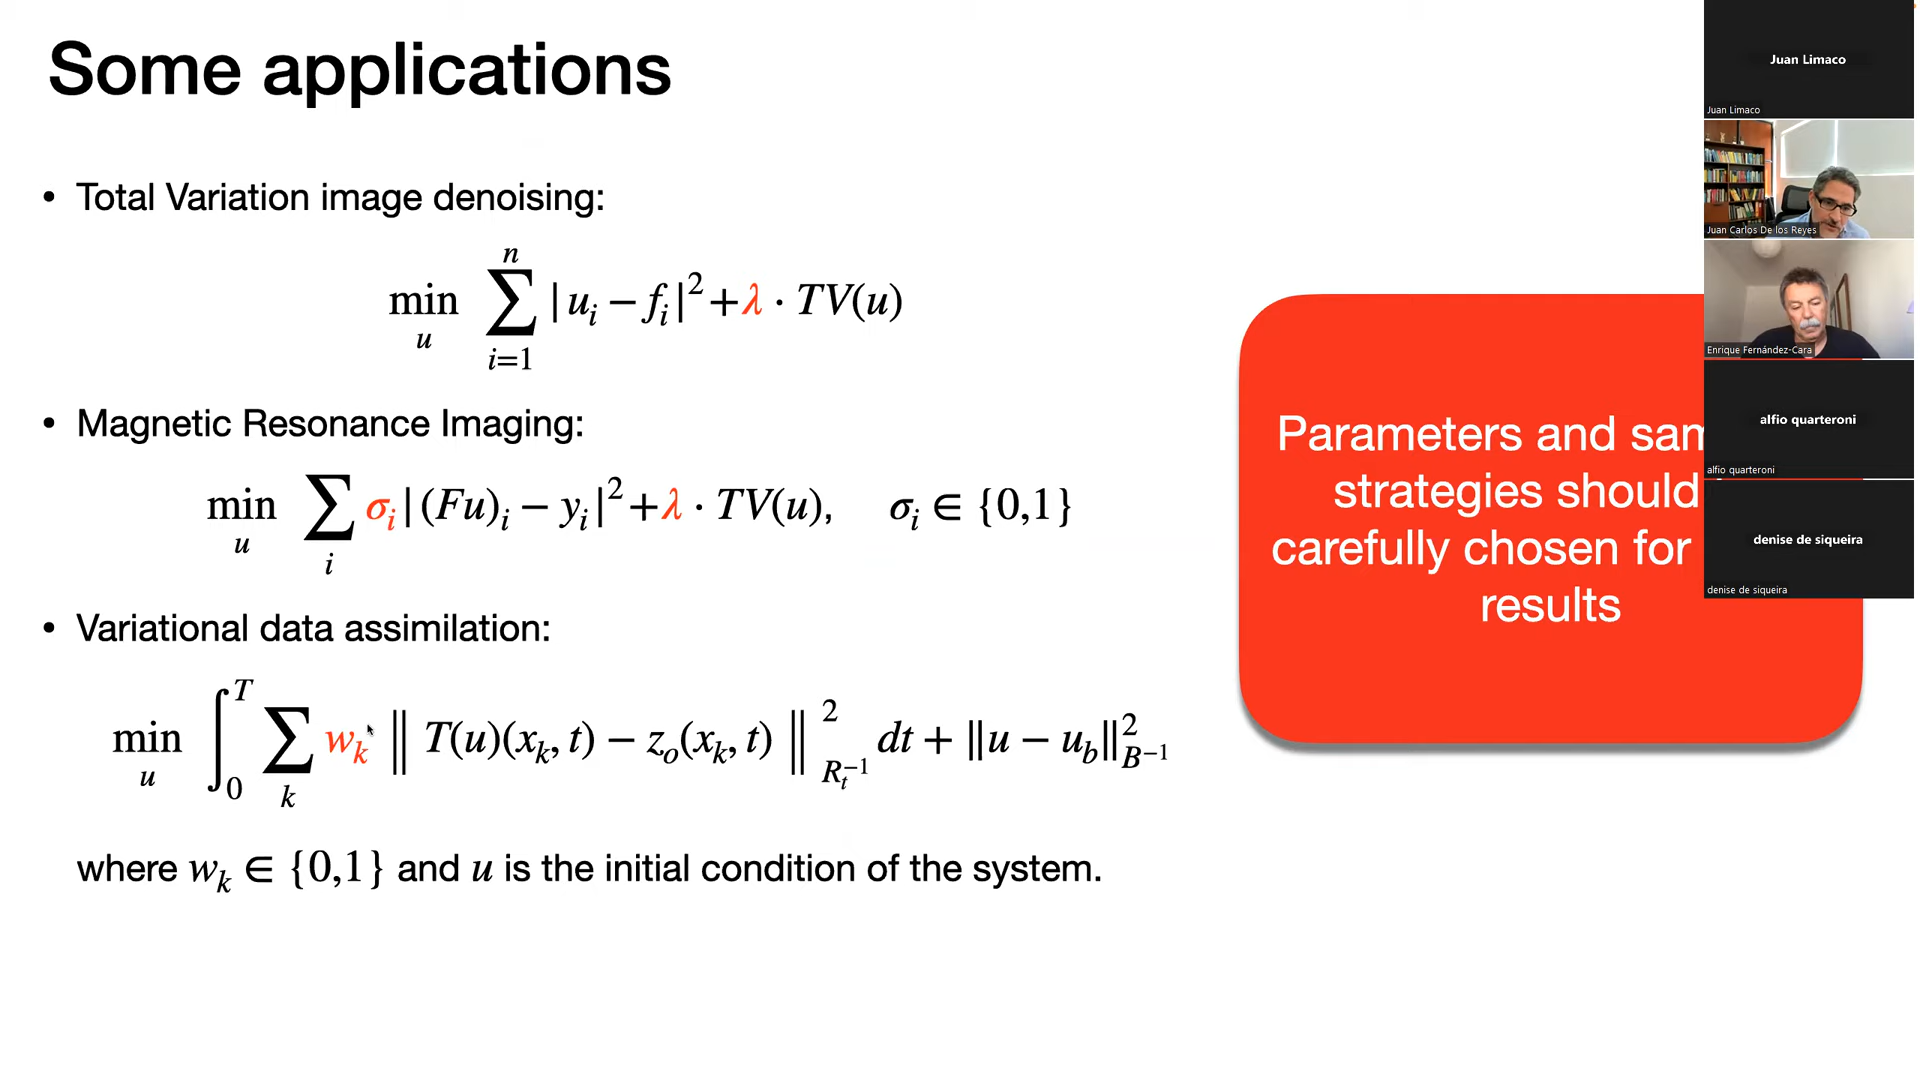 Some applications
• Total Variation image denoising:
min_u \sum_{i=1}^{n} |u_i − f_i|^2 + λ · TV(u)
• Magnetic Resonance Imaging:
min_u \sum_i σ_i |(Fu)_i − y_i|^2 + λ · TV(u), σ_i ∈ {0,1}
• Variational data assimilation:
min_u \int_0^T \sum_k w_k ‖ T(u)(x_k, t) − z_o(x_k, t) ‖^2_{R_t^{−1}} dt + ‖u − u_b‖^2_{B^{−1}}
where w_k ∈ {0,1} and u is the initial condition of the system.
Parameters and
strategies should
carefully chosen for
results
Juan Limaco
Juan Limaco
Juan Carlos De los Reyes
Enrique Fernández-Cara
alfio quarteroni
alfio quarteroni
denise de siqueira
denise de siqueira